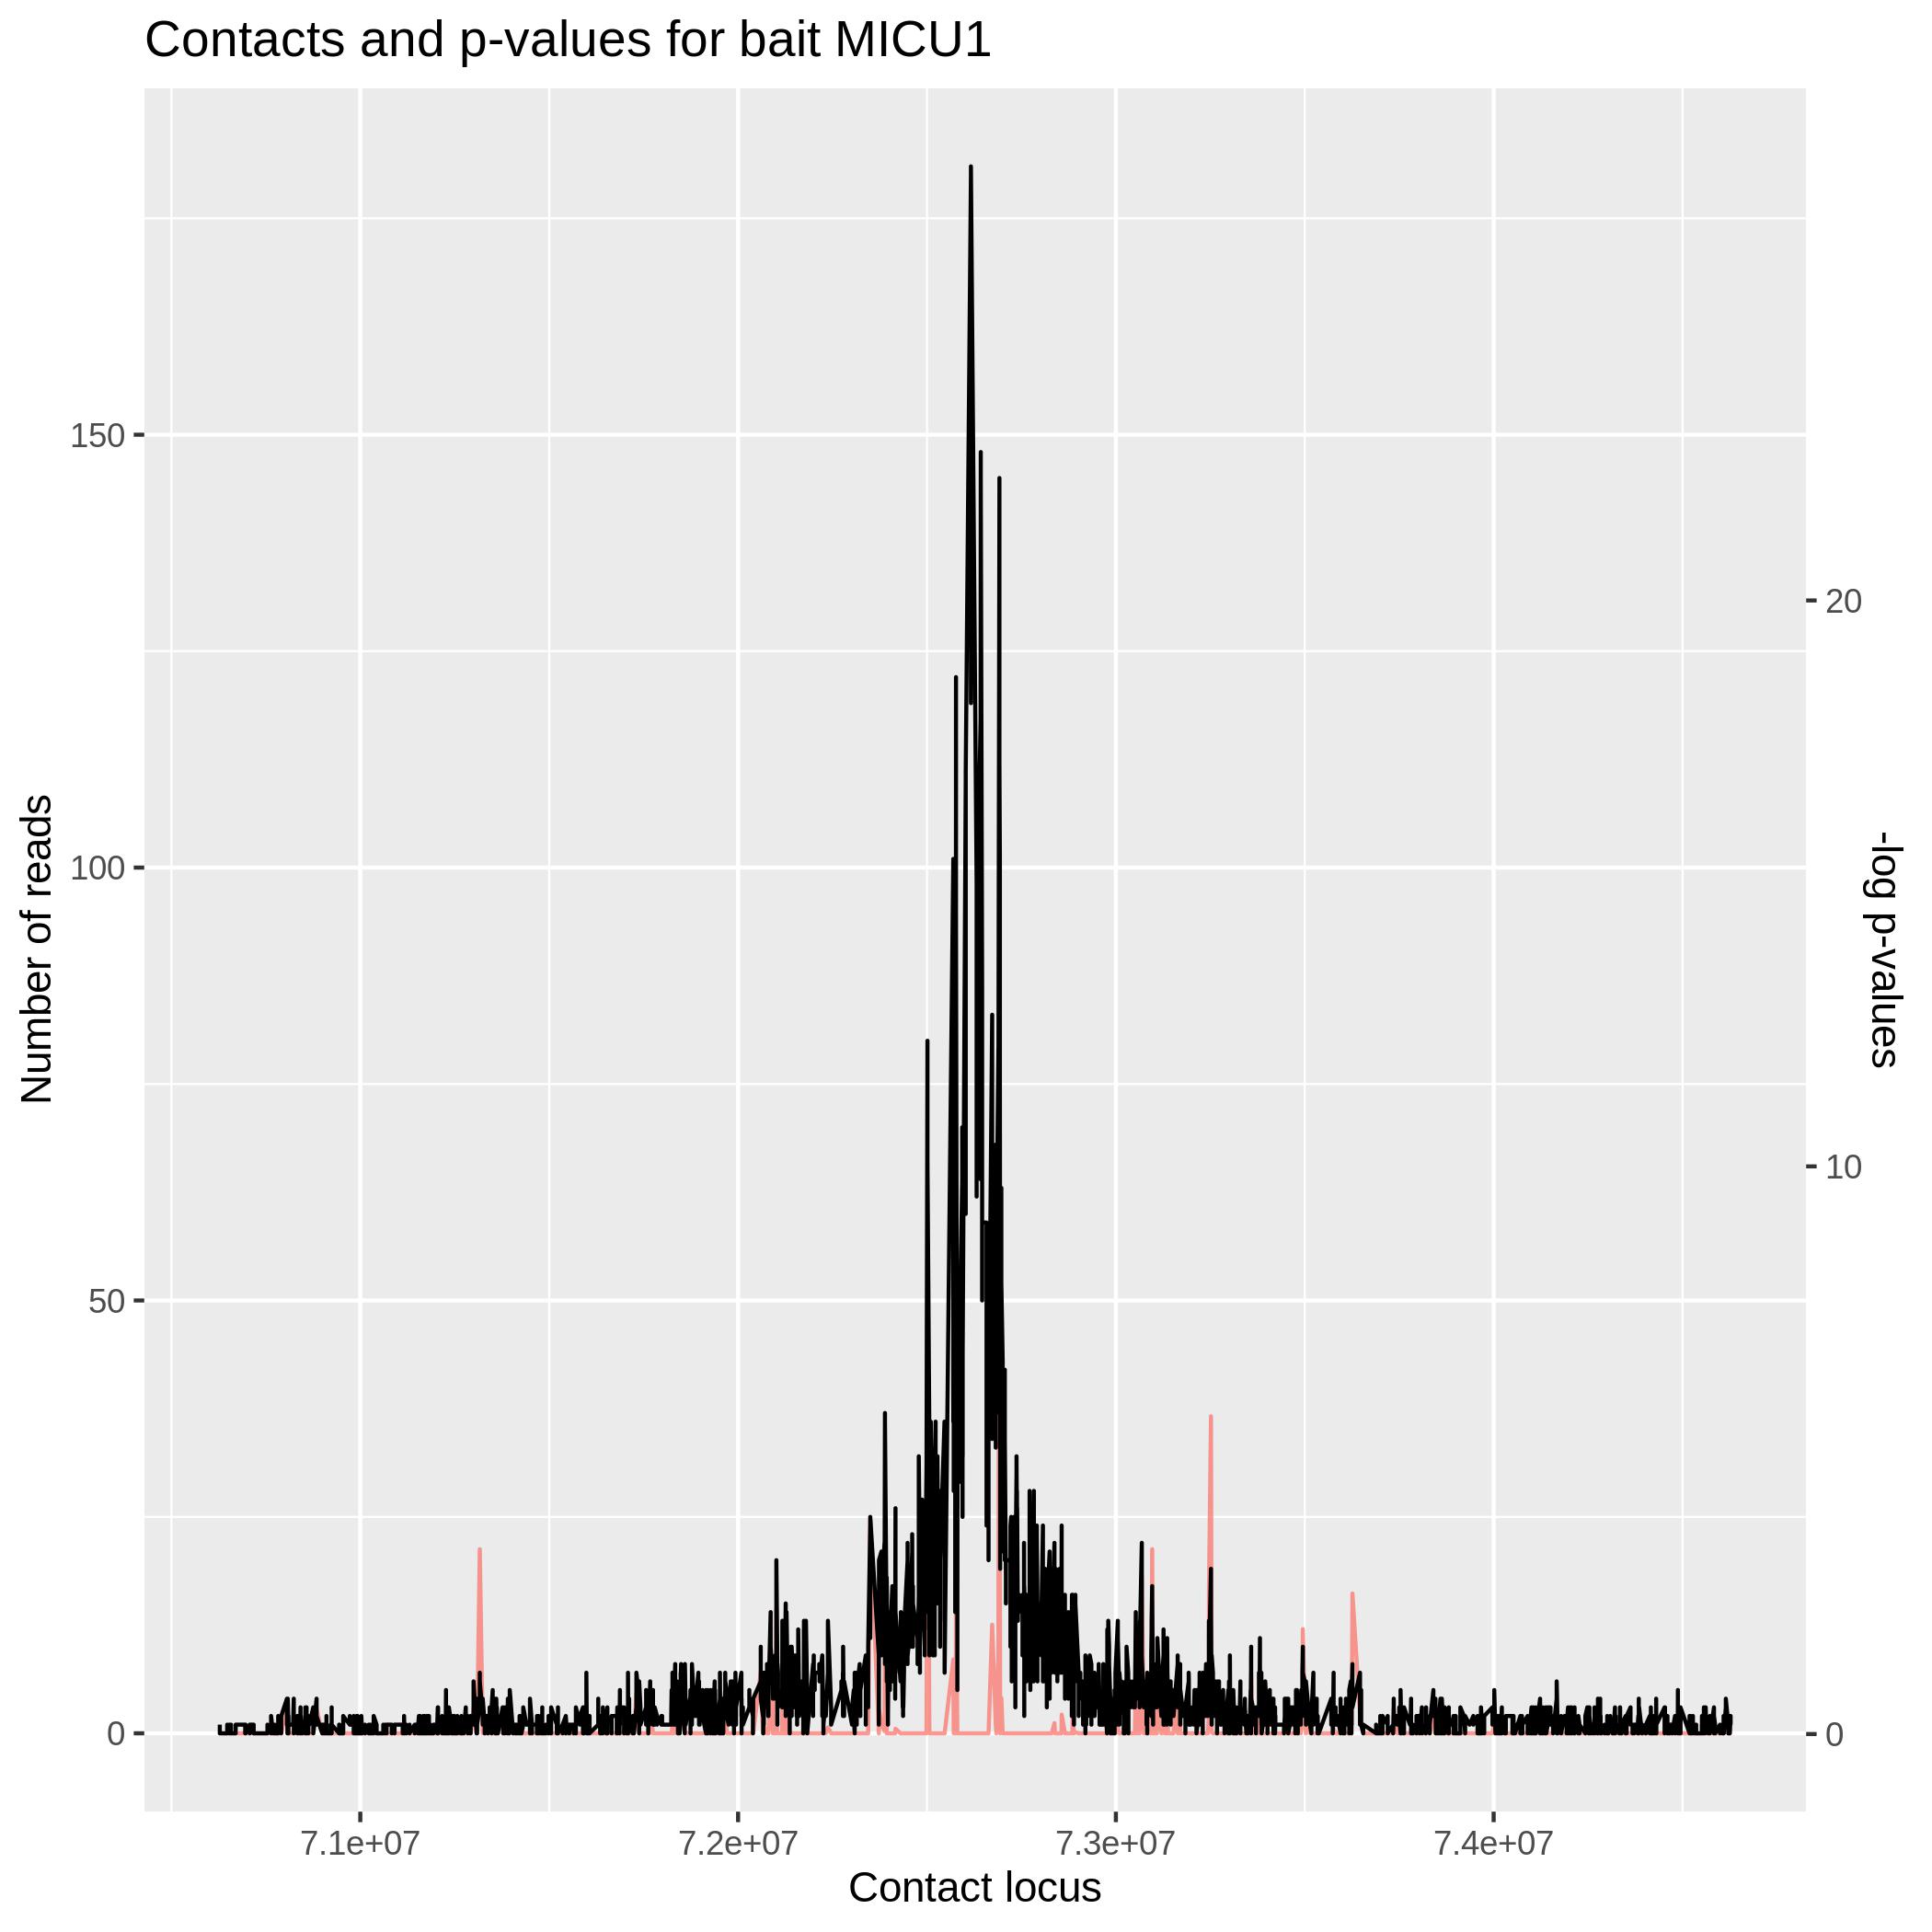 Contacts and p-values for bait MICU1
Number of reads
150
100
50
0
20
10
0
-log p-values
7.1e+07 7.2e+07 7.3e+07 7.4e+07
Contact locus